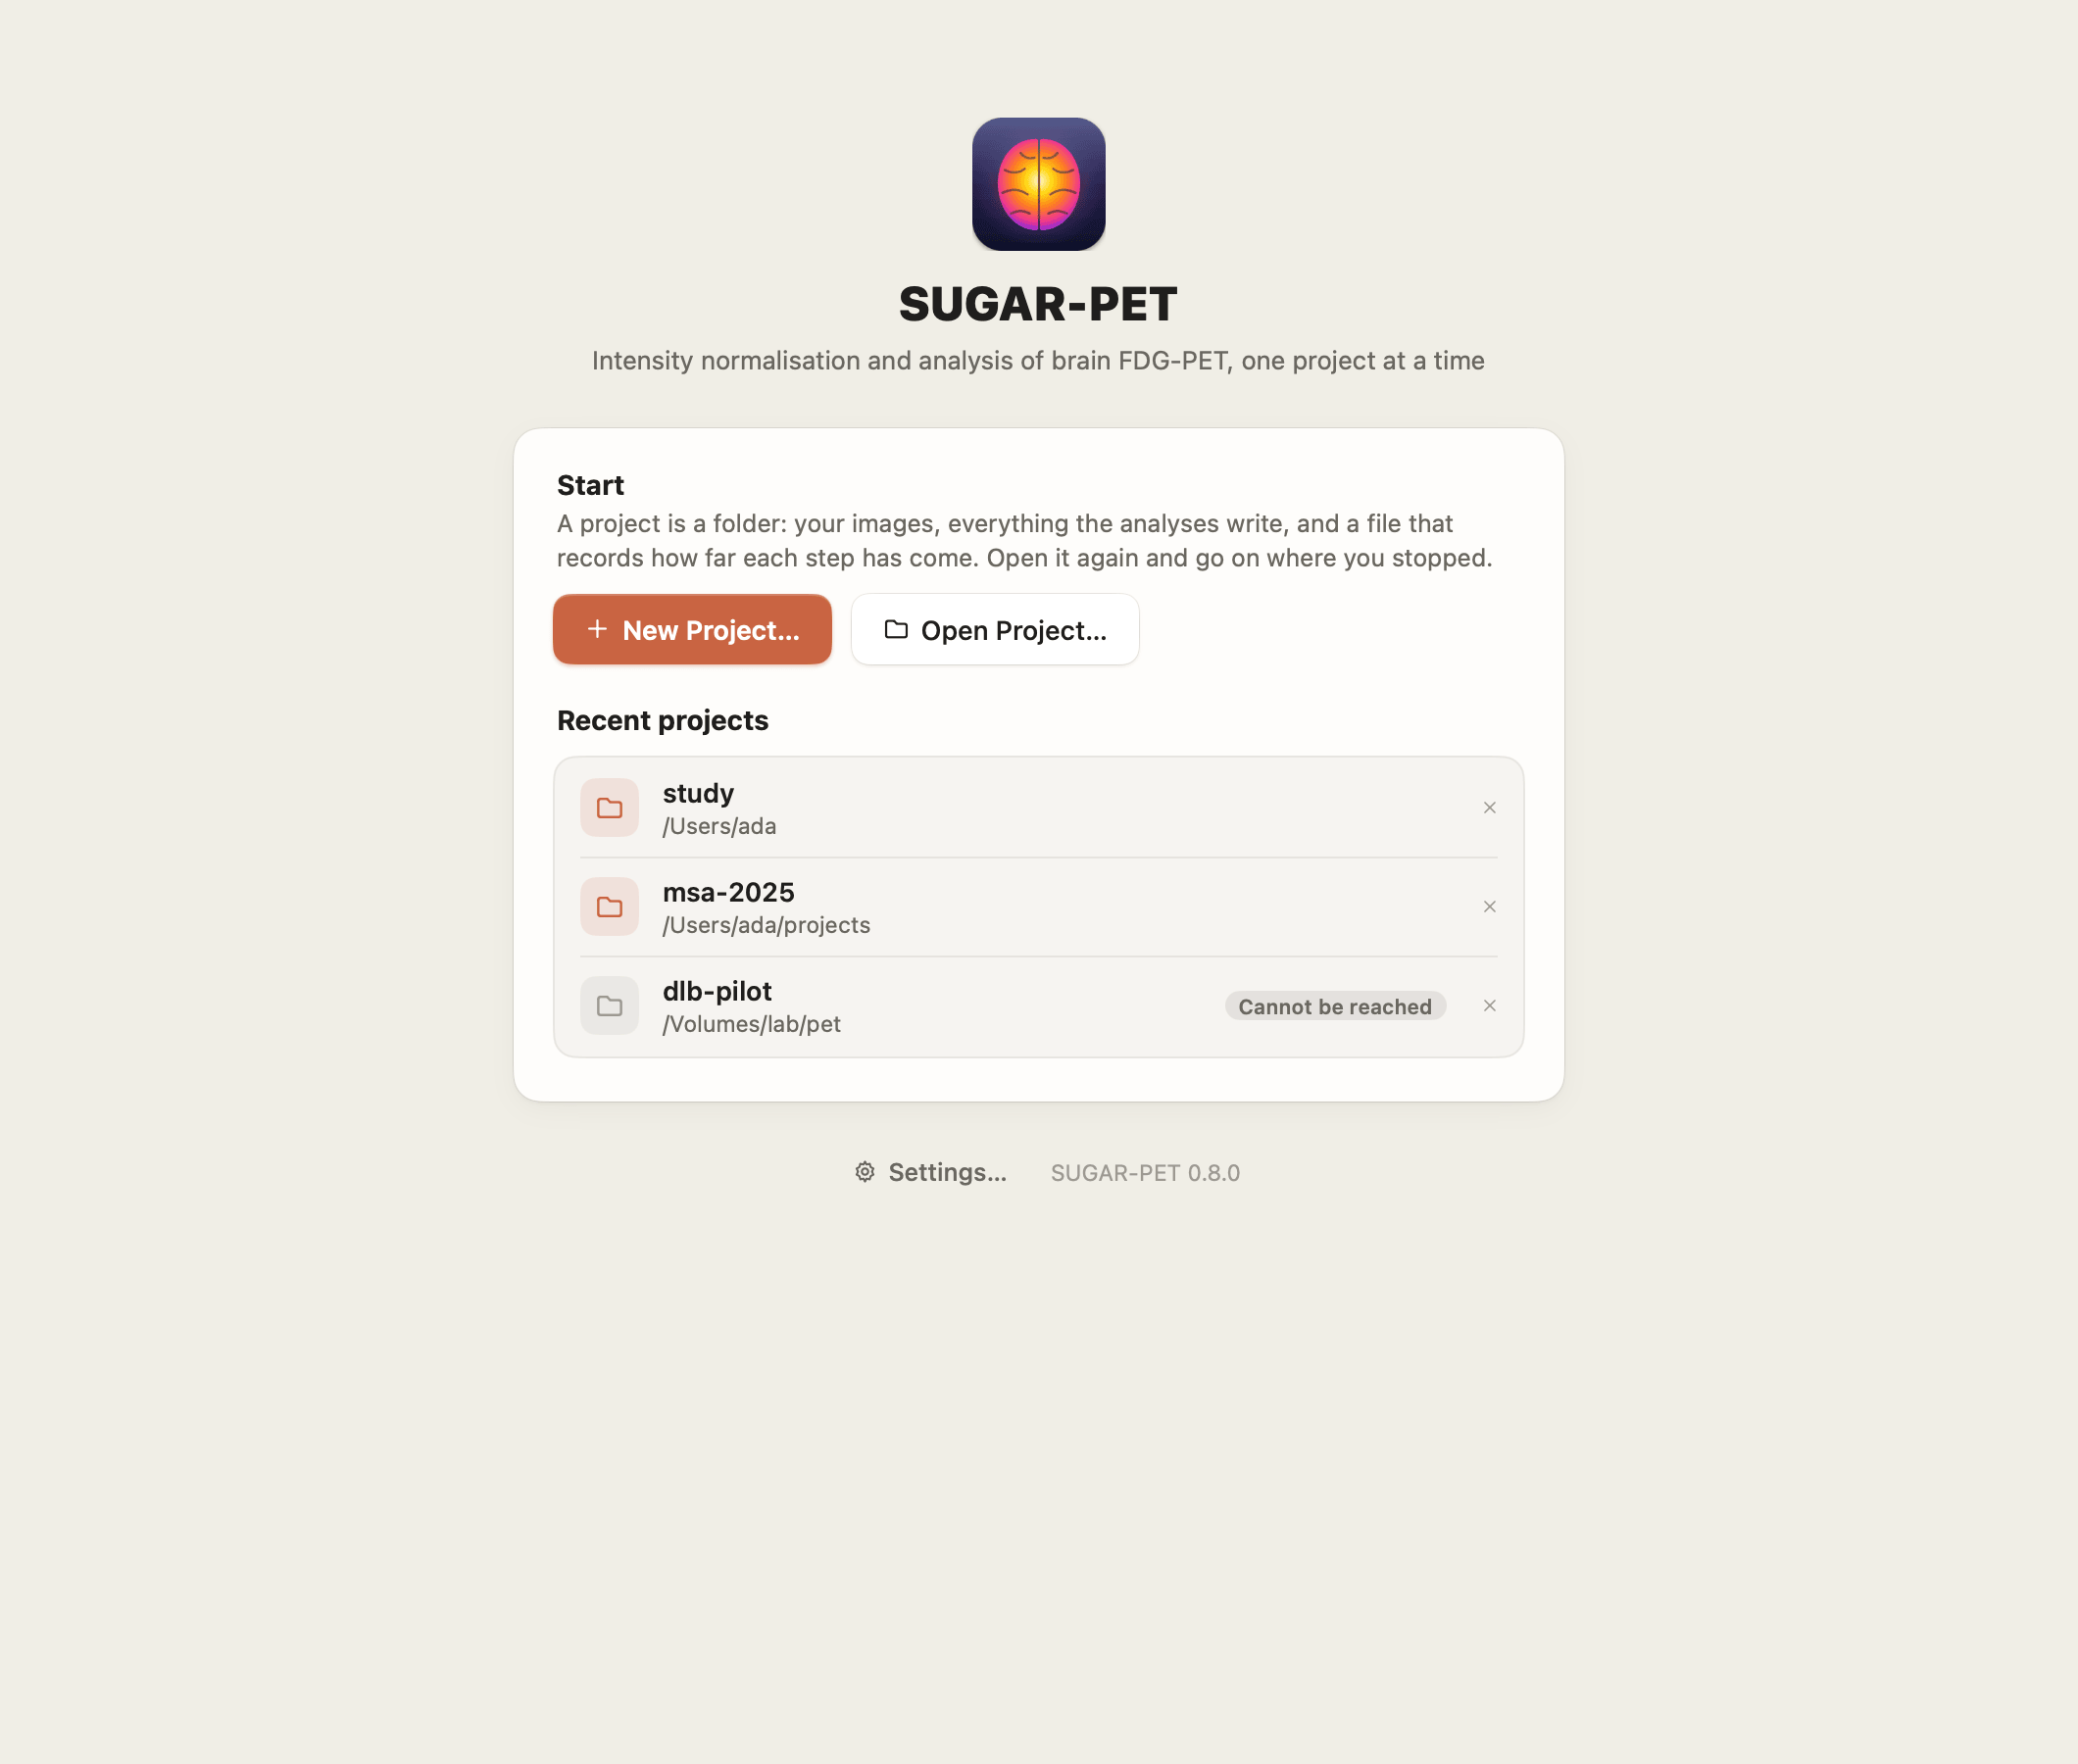 SUGAR-PET
Intensity normalisation and analysis of brain FDG-PET, one project at a time
Start
A project is a folder: your images, everything the analyses write, and a file that
records how far each step has come. Open it again and go on where you stopped.
New Project...
Open Project...
Recent projects
study
/Users/ada
msa-2025
/Users/ada/projects
dlb-pilot
/Volumes/lab/pet
Cannot be reached
Settings...
SUGAR-PET 0.8.0